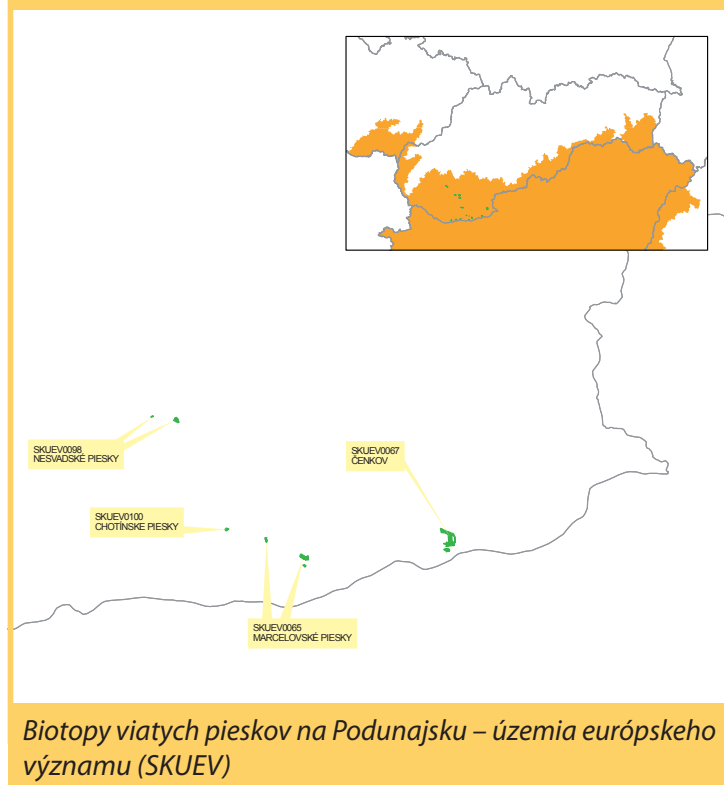 SKUEV0098
NESVADSKÉ PIESKY
SKUEV0067
ČENKOV
SKUEV0100
CHOTÍNSKE PIESKY
SKUEV0065
MARCELOVSKÉ PIESKY
Biotopy viatych pieskov na Podunajsku – územia európskeho
významu (SKUEV)